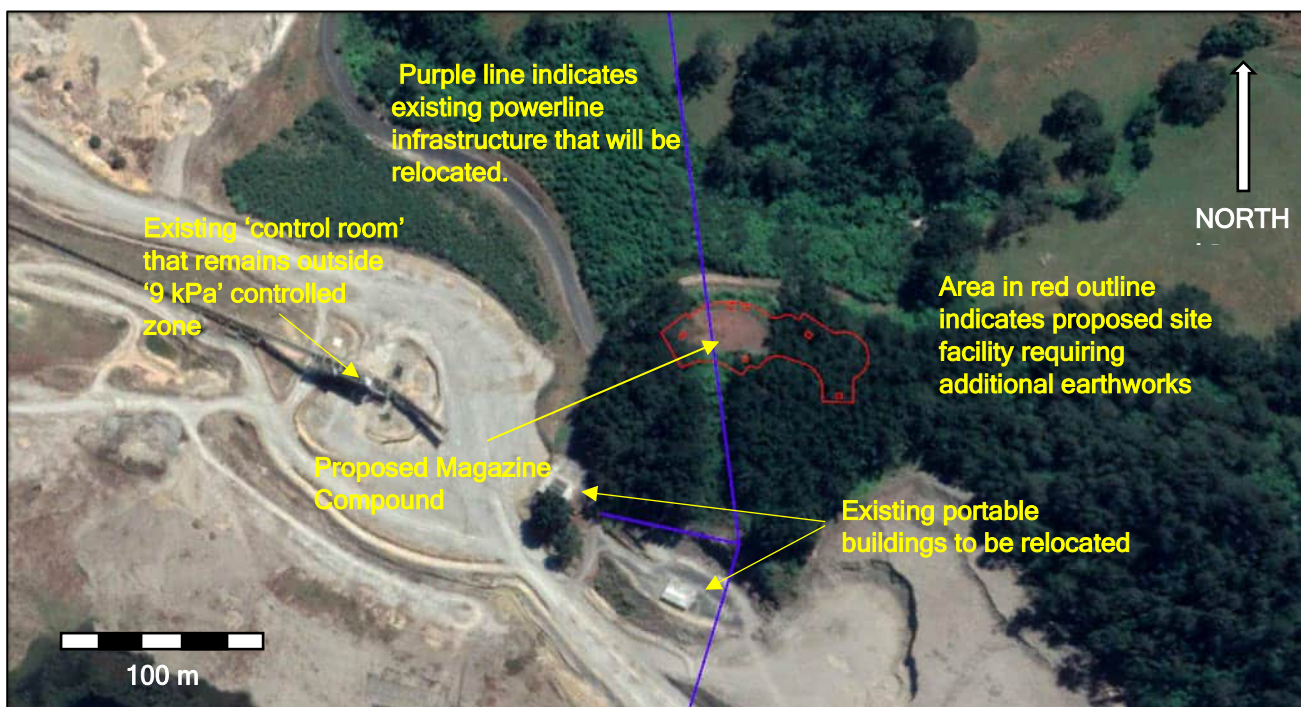 Purple line indicates
existing powerline
infrastructure that will be
relocated.
NORTH
Existing ‘control room’
that remains outside
‘9 kPa’ controlled
zone
Area in red outline
indicates proposed site
facility requiring
additional earthworks
Proposed Magazine
Compound
Existing portable
buildings to be relocated
100 m